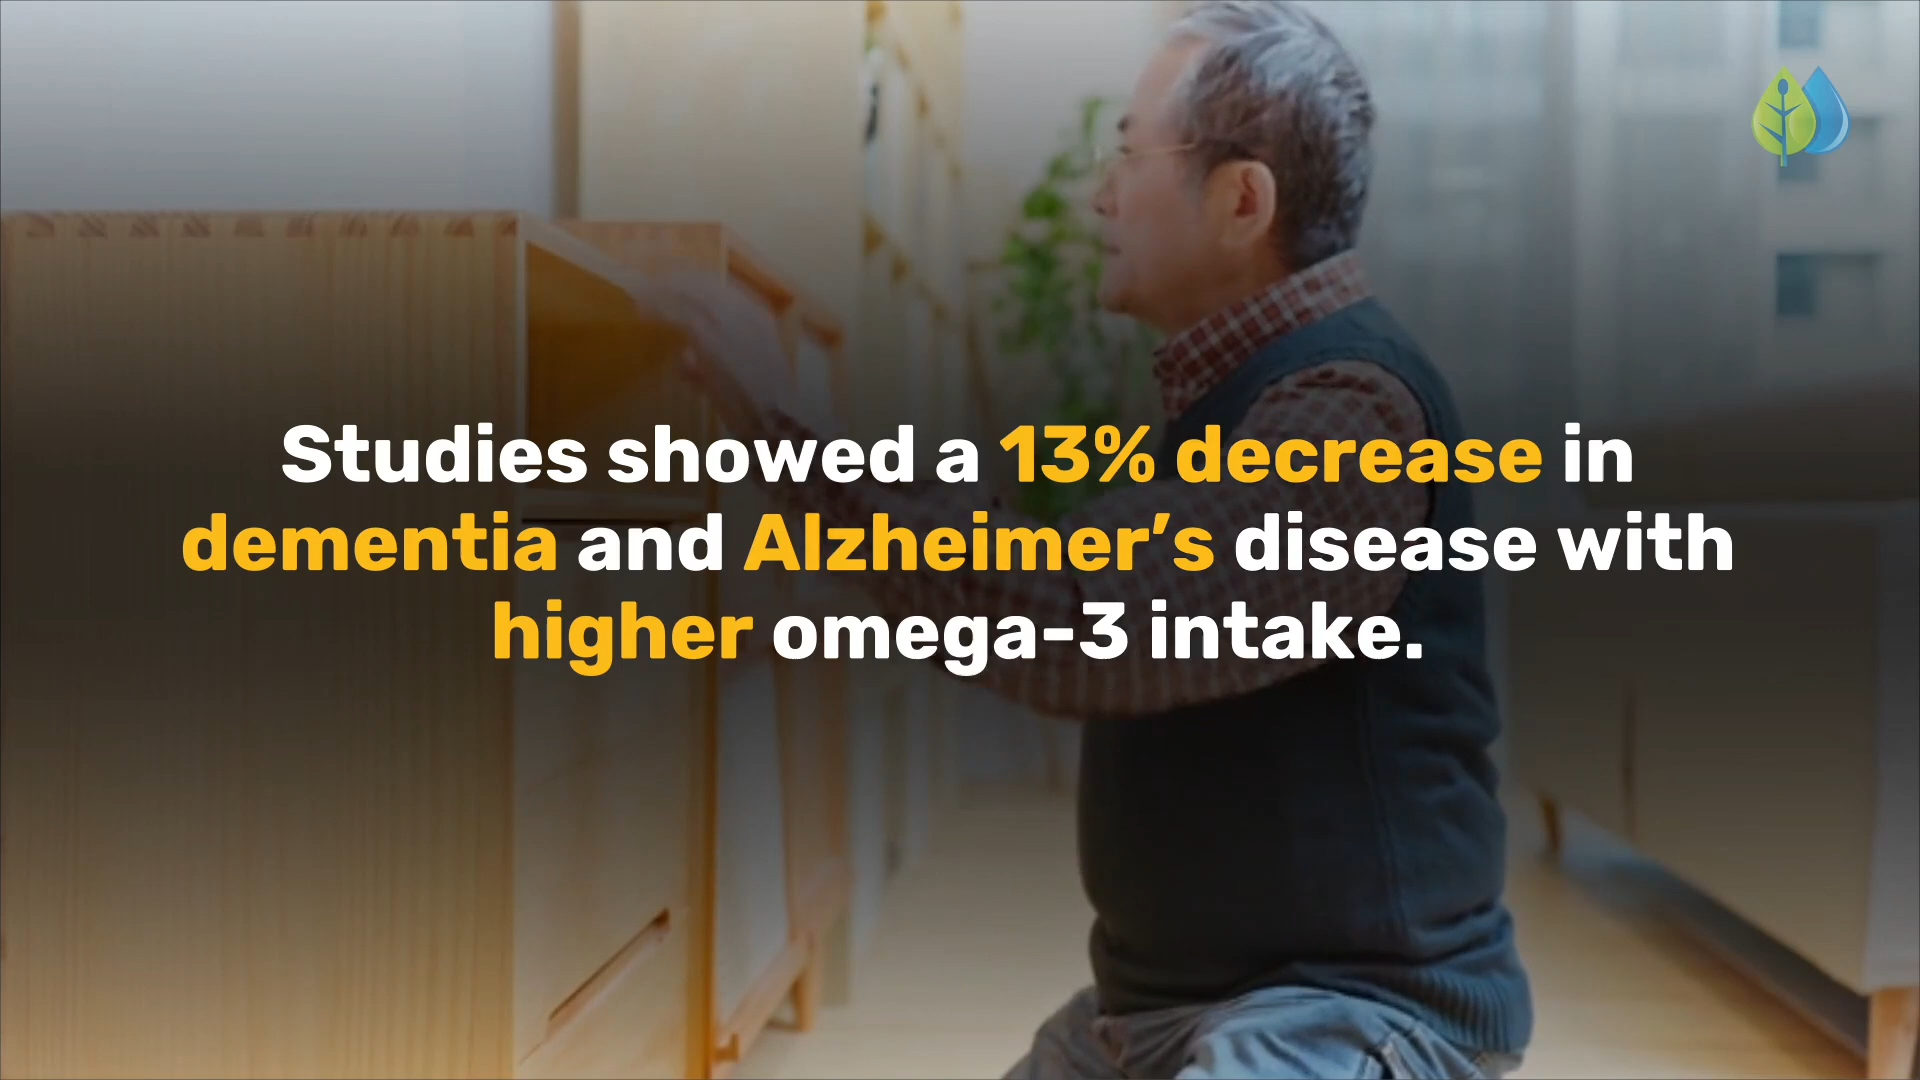 Studies showed a 13% decrease in
dementia and Alzheimer’s disease with
higher omega-3 intake.